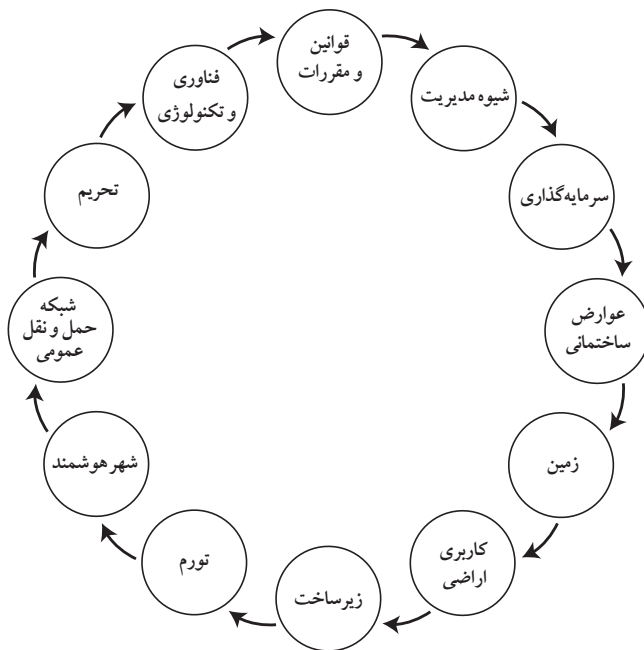 قوانین
و مقررات
شیوه مدیریت
سرمایه‌گذاری
عوارض
ساختمانی
زمین
کاربری
اراضی
زیرساخت
تورم
شهر هوشمند
شبکه
حمل و نقل
عمومی
تحریم
فناوری
و تکنولوژی